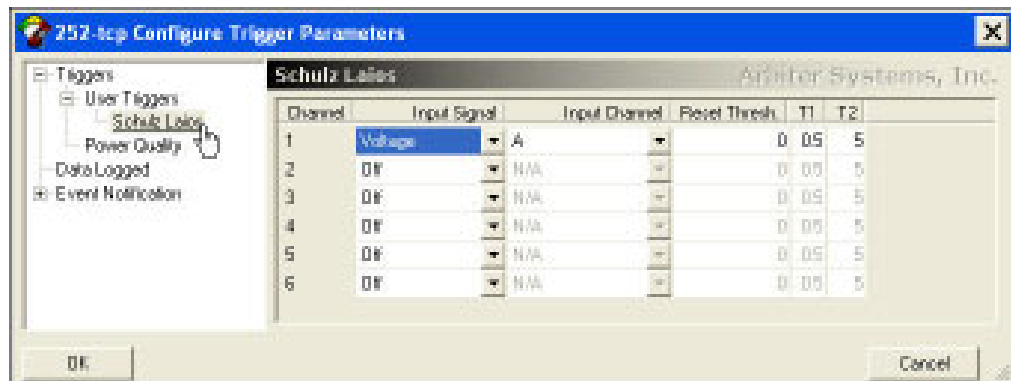 252-tcp Configure Trigger Parameters
Triggers
User Triggers
Schulz Laios
Power Quality
Data Logged
Event Notification
Schulz Laios
Arbiter Systems, Inc.
Channel Input Signal Input Channel Reset Thresh. T1 T2
1 Voltage A 0 0.5 5
2 Off N/A 0 0.5 5
3 Off N/A 0 0.5 5
4 Off N/A 0 0.5 5
5 Off N/A 0 0.5 5
6 Off N/A 0 0.5 5
OK Cancel